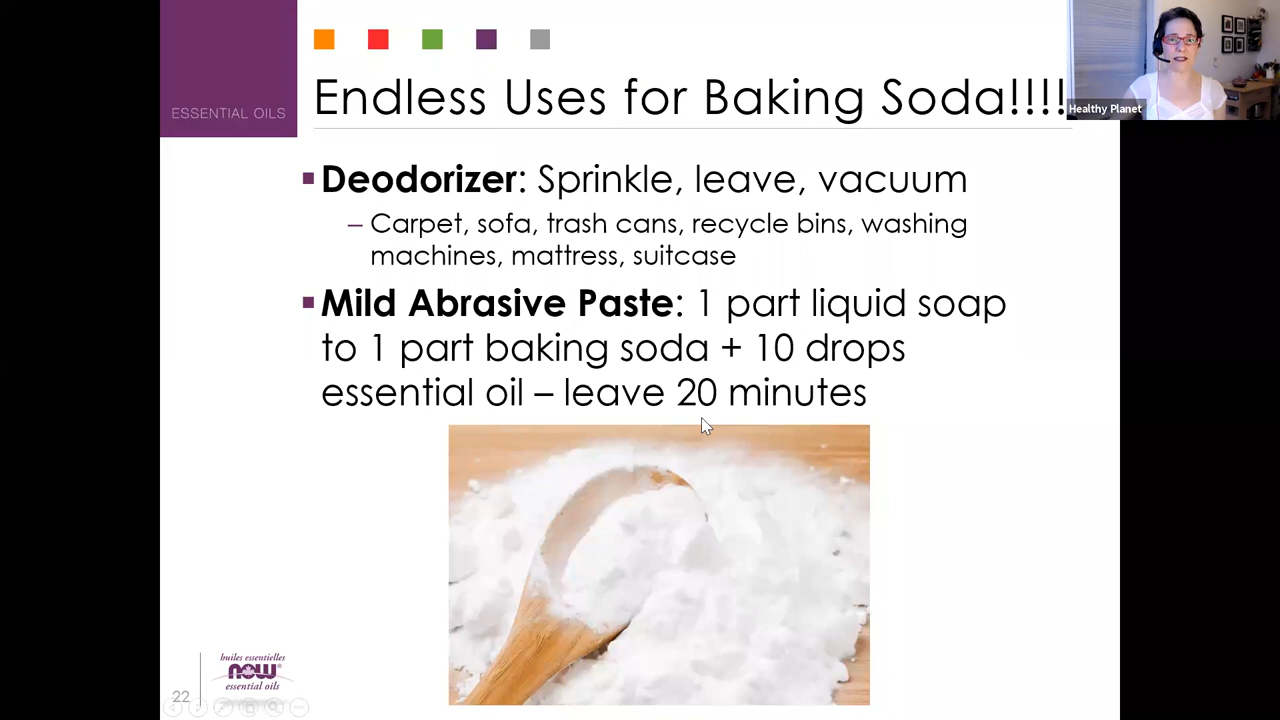 ESSENTIAL OILS
Endless Uses for Baking Soda!!!!
Healthy Planet
▪Deodorizer: Sprinkle, leave, vacuum
– Carpet, sofa, trash cans, recycle bins, washing
machines, mattress, suitcase
▪Mild Abrasive Paste: 1 part liquid soap
to 1 part baking soda + 10 drops
essential oil – leave 20 minutes
huiles essentielles
NOW®
essential oils
22